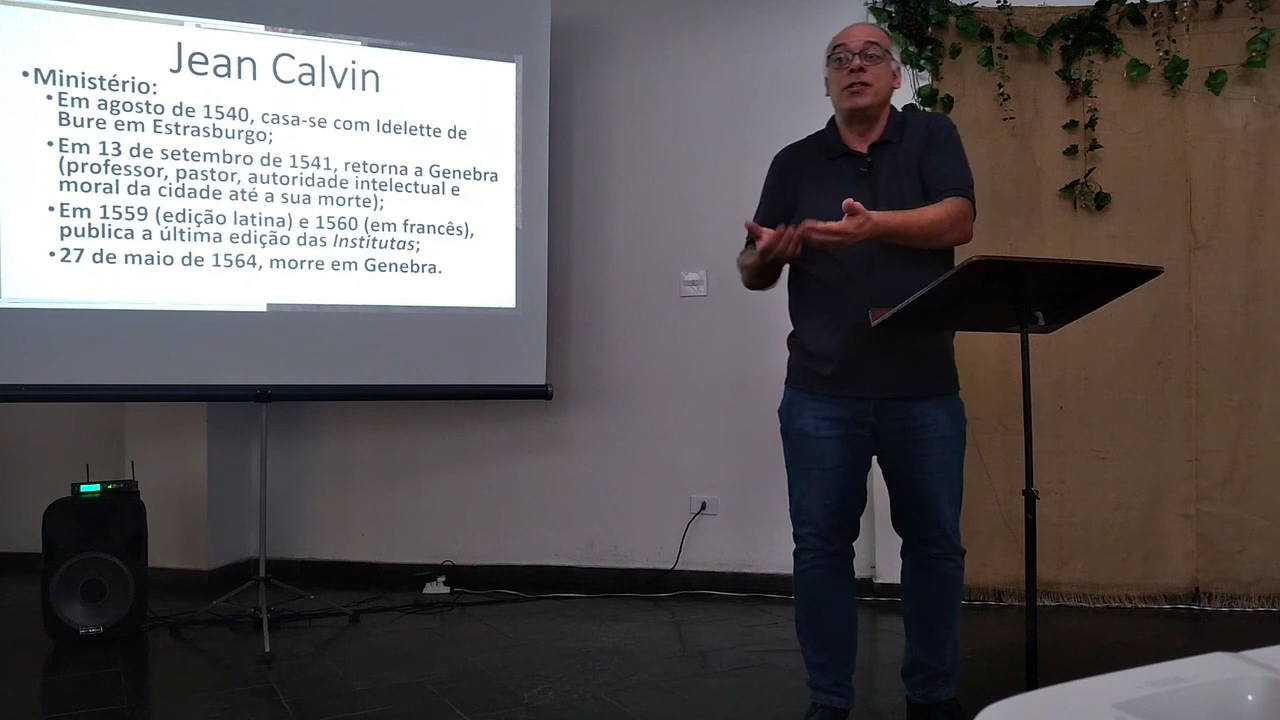 Jean Calvin
•Ministério:
•Em agosto de 1540, casa-se com Idelette de
Bure em Estrasburgo;
•Em 13 de setembro de 1541, retorna a Genebra
(professor, pastor, autoridade intelectual e
moral da cidade até a sua morte);
•Em 1559 (edição latina) e 1560 (em francês),
publica a última edição das Institutas;
•27 de maio de 1564, morre em Genebra.